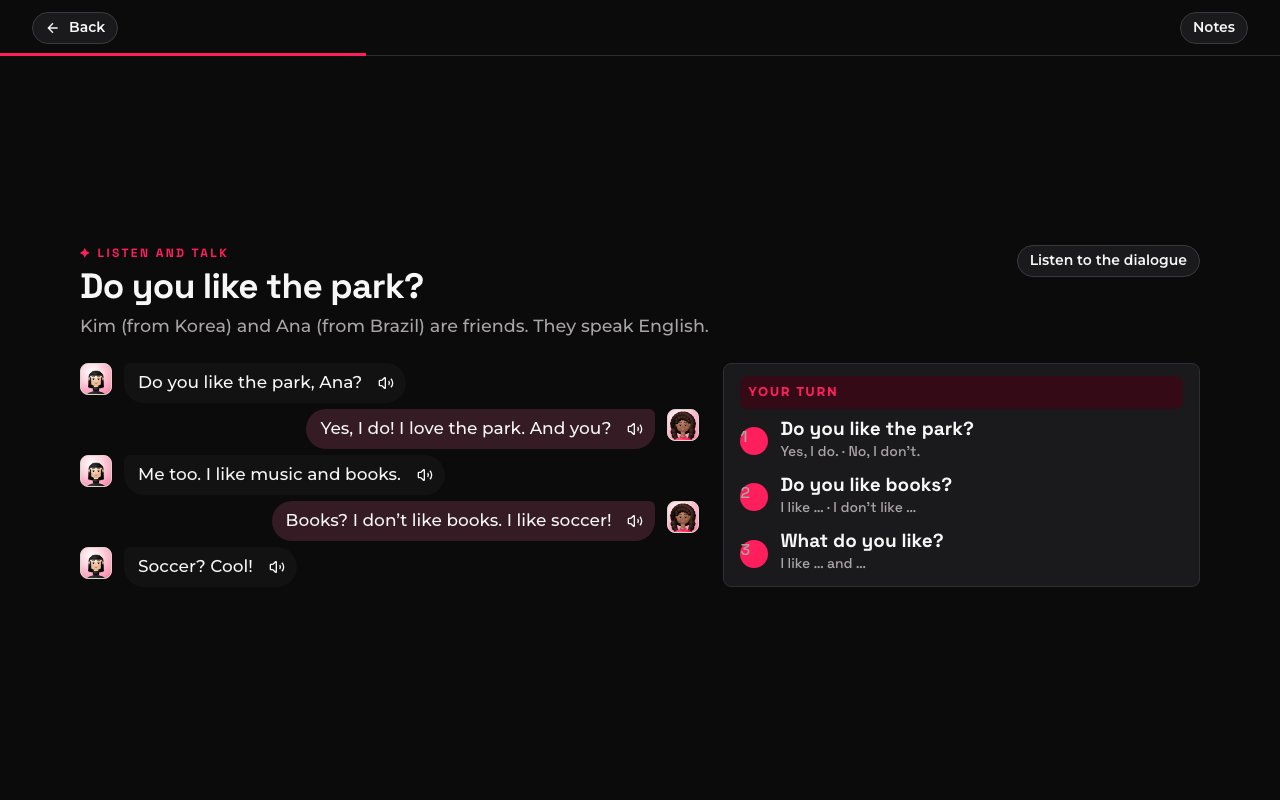 Back
Notes
LISTEN AND TALK
Do you like the park?
Listen to the dialogue
Kim (from Korea) and Ana (from Brazil) are friends. They speak English.
Do you like the park, Ana?
Yes, I do! I love the park. And you?
Me too. I like music and books.
Books? I don’t like books. I like soccer!
Soccer? Cool!
YOUR TURN
1
Do you like the park?
Yes, I do. · No, I don’t.
2
Do you like books?
I like ... · I don’t like ...
3
What do you like?
I like ... and ...